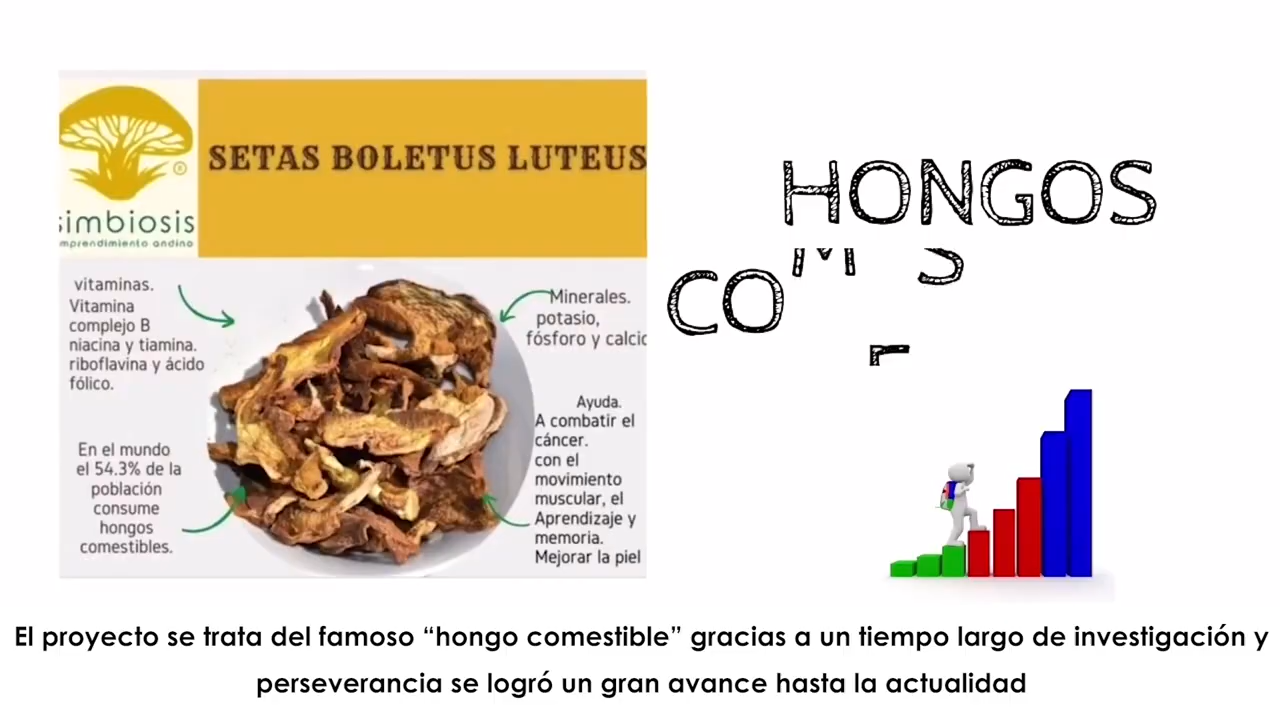 SETAS BOLETUS LUTEUS
simbiosis
mprendimiento andino
vitaminas.
Vitamina
complejo B
niacina y tiamina.
riboflavina y ácido
fólico.
Minerales.
potasio,
fósforo y calcio
En el mundo
el 54.3% de la
población
consume
hongos
comestibles.
Ayuda.
A combatir el
cáncer.
con el
movimiento
muscular, el
Aprendizaje y
memoria.
Mejorar la piel
HONGOS
CO
El proyecto se trata del famoso “hongo comestible” gracias a un tiempo largo de investigación y
perseverancia se logró un gran avance hasta la actualidad